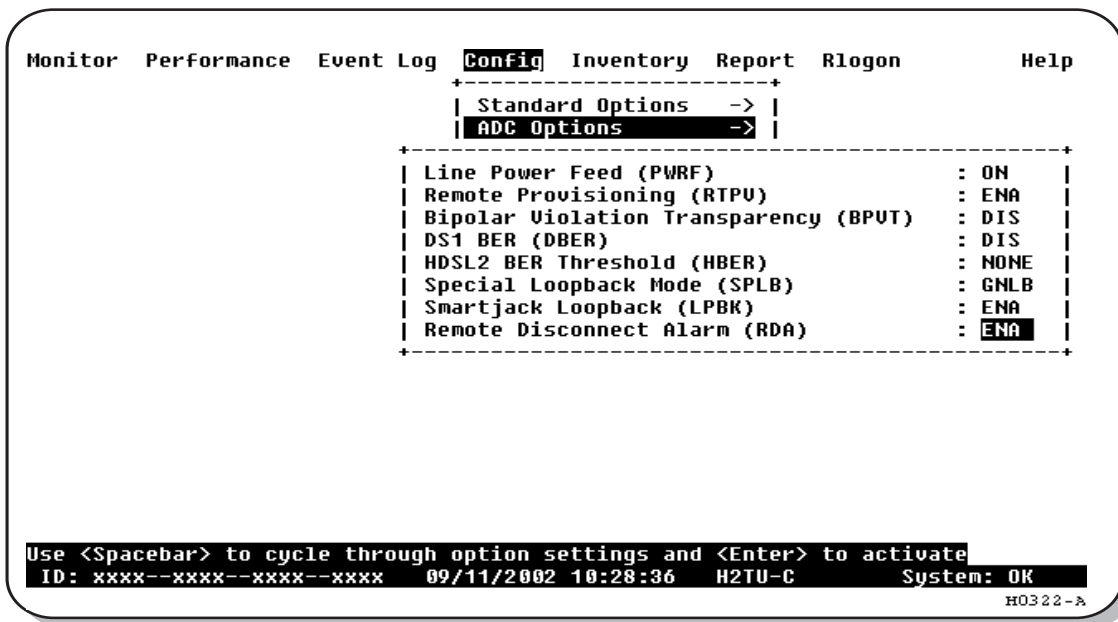 Monitor Performance Event Log Config Inventory Report Rlogon Help
Standard Options ->
ADC Options ->
Line Power Feed (PWRF) : ON
Remote Provisioning (RTPV) : ENA
Bipolar Violation Transparency (BPVT) : DIS
DS1 BER (DBER) : DIS
HDSL2 BER Threshold (HBER) : NONE
Special Loopback Mode (SPLB) : GNLB
Smartjack Loopback (LPBK) : ENA
Remote Disconnect Alarm (RDA) : ENA
Use <Spacebar> to cycle through option settings and <Enter> to activate
ID: xxxx--xxxx--xxxx--xxxx 09/11/2002 10:28:36 H2TU-C System: OK
H0322-A